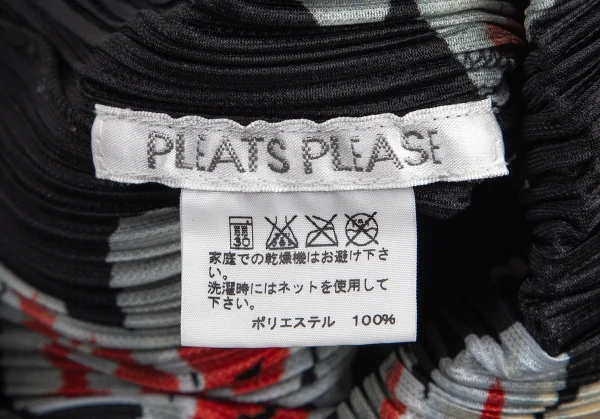 PLEATS PLEASE
30
家庭での乾燥機はお避け下さ
い。
洗濯時にはネットを使用して
下さい。
ポリエステル 100%